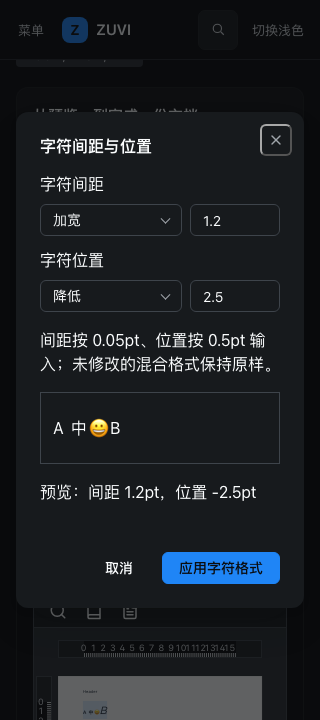 菜单
Z
ZUVI
切换浅色
字符间距与位置
字符间距
加宽
1.2
字符位置
降低
2.5
间距按 0.05pt、位置按 0.5pt 输
入；未修改的混合格式保持原样。
A 中😀B
预览：间距 1.2pt，位置 -2.5pt
取消
应用字符格式
0 1 2 3 4 5 6 7 8 9 10 11 12 13 14 15
Header
A 中😀B
0
1